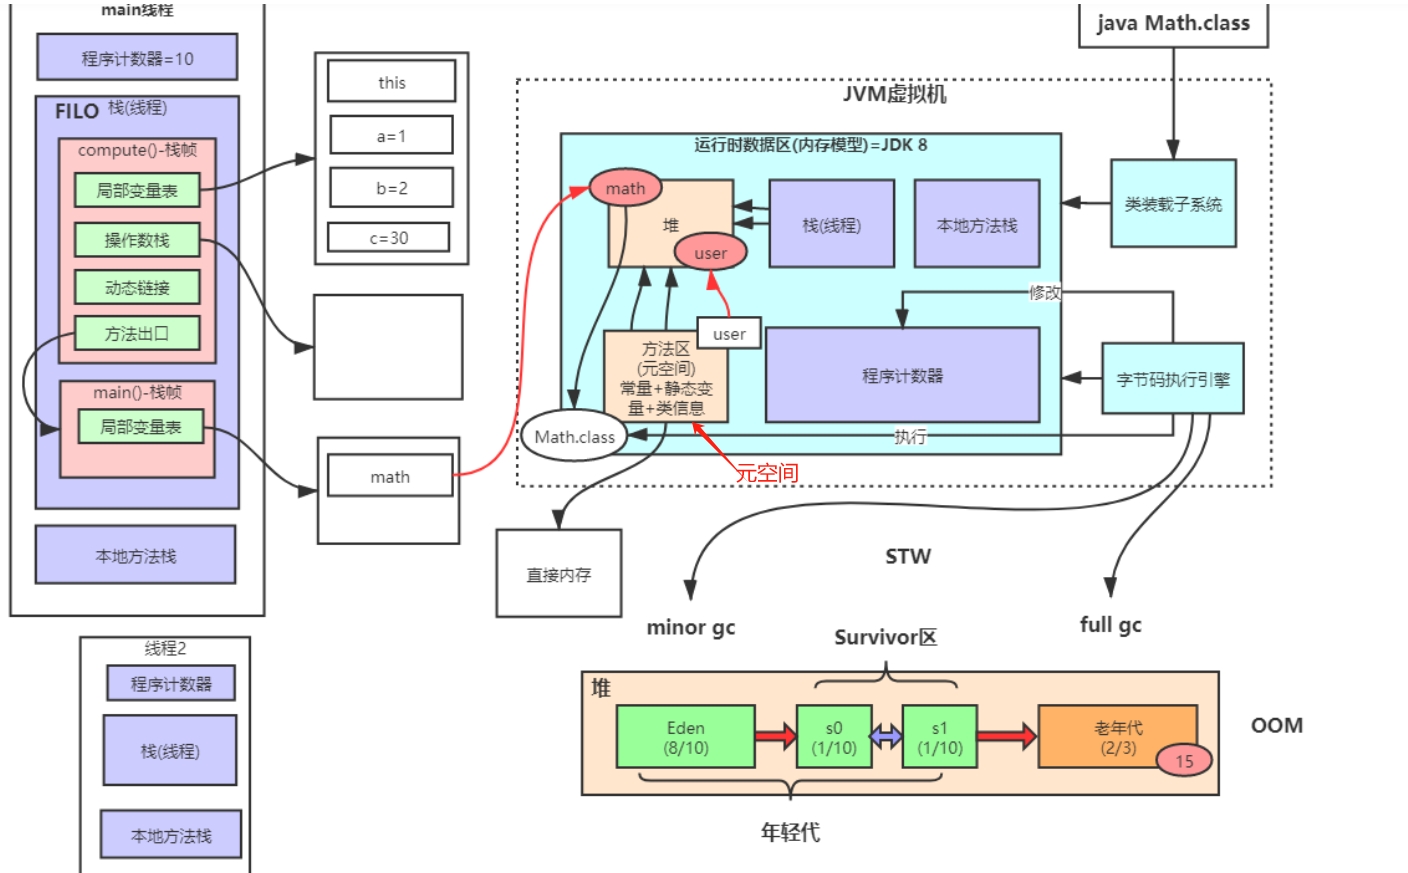 main线程
程序计数器=10
FILO 栈(线程)
compute()-栈帧
局部变量表
操作数栈
动态链接
方法出口
main()-栈帧
局部变量表
本地方法栈
线程2
程序计数器
栈(线程)
本地方法栈
this
a=1
b=2
c=30
math
java Math.class
JVM虚拟机
运行时数据区(内存模型)=JDK 8
math
堆
user
栈(线程)
本地方法栈
类装载子系统
修改
user
方法区
(元空间)
常量+静态变
量+类信息
程序计数器
字节码执行引擎
Math.class
执行
元空间
直接内存
STW
minor gc
full gc
Survivor区
堆
Eden
(8/10)
s0
(1/10)
s1
(1/10)
老年代
(2/3)
15
OOM
年轻代